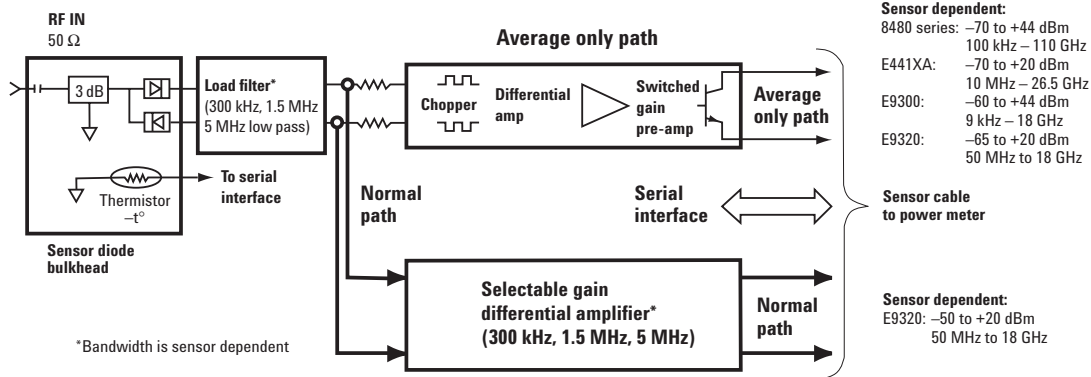 RF IN
50 Ω
3 dB
Thermistor
–t°
Sensor diode
bulkhead
To serial
interface
Load filter*
(300 kHz, 1.5 MHz
5 MHz low pass)
Average only path
Chopper
Differential
amp
Switched
gain
pre-amp
Average
only path
Normal
path
Serial
interface
Selectable gain
differential amplifier*
(300 kHz, 1.5 MHz, 5 MHz)
Normal
path
*Bandwidth is sensor dependent
Sensor dependent:
8480 series: –70 to +44 dBm
100 kHz – 110 GHz
E441XA: –70 to +20 dBm
10 MHz – 26.5 GHz
E9300: –60 to +44 dBm
9 kHz – 18 GHz
E9320: –65 to +20 dBm
50 MHz to 18 GHz
Sensor cable
to power meter
Sensor dependent:
E9320: –50 to +20 dBm
50 MHz to 18 GHz